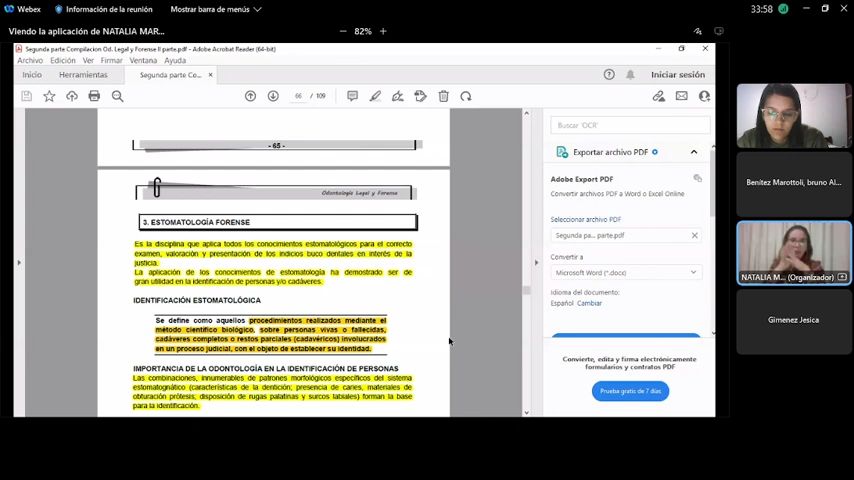 Webex
Información de la reunión
Mostrar barra de menús
33:58
Viendo la aplicación de NATALIA MAR...
82%
Segunda parte Compilacion Od. Legal y Forense II parte.pdf - Adobe Acrobat Reader (64-bit)
Archivo Edición Ver Firmar Ventana Ayuda
Inicio Herramientas Segunda parte Co... × Iniciar sesión
66 / 109
- 65 -
Odontología Legal y Forense
3. ESTOMATOLOGÍA FORENSE
Es la disciplina que aplica todos los conocimientos estomatológicos para el correcto
examen, valoración y presentación de los indicios buco dentales en interés de la
justicia.
La aplicación de los conocimientos de estomatología ha demostrado ser de
gran utilidad en la identificación de personas y/o cadáveres.
IDENTIFICACIÓN ESTOMATOLÓGICA
Se define como aquellos procedimientos realizados mediante el
método científico biológico, sobre personas vivas o fallecidas,
cadáveres completos o restos parciales (cadavéricos) involucrados
en un proceso judicial, con el objeto de establecer su identidad.
IMPORTANCIA DE LA ODONTOLOGÍA EN LA IDENTIFICACIÓN DE PERSONAS
Las combinaciones, innumerables de patrones morfológicos específicos del sistema
estomatognático (características de la dentición; presencia de caries, materiales de
obturación prótesis; disposición de rugas palatinas y surcos labiales) forman la base
para la identificación.
Buscar 'OCR'
Exportar archivo PDF
Adobe Export PDF
Convertir archivos PDF a Word o Excel Online
Seleccionar archivo PDF
Segunda pa... parte.pdf
Convertir a
Microsoft Word (*.docx)
Idioma del documento:
Español Cambiar
Convierte, edita y firma electrónicamente
formularios y contratos PDF
Prueba gratis de 7 días
Benitez Marottoli, bruno Al...
NATALIA M... (Organizador)
Gimenez Jesica